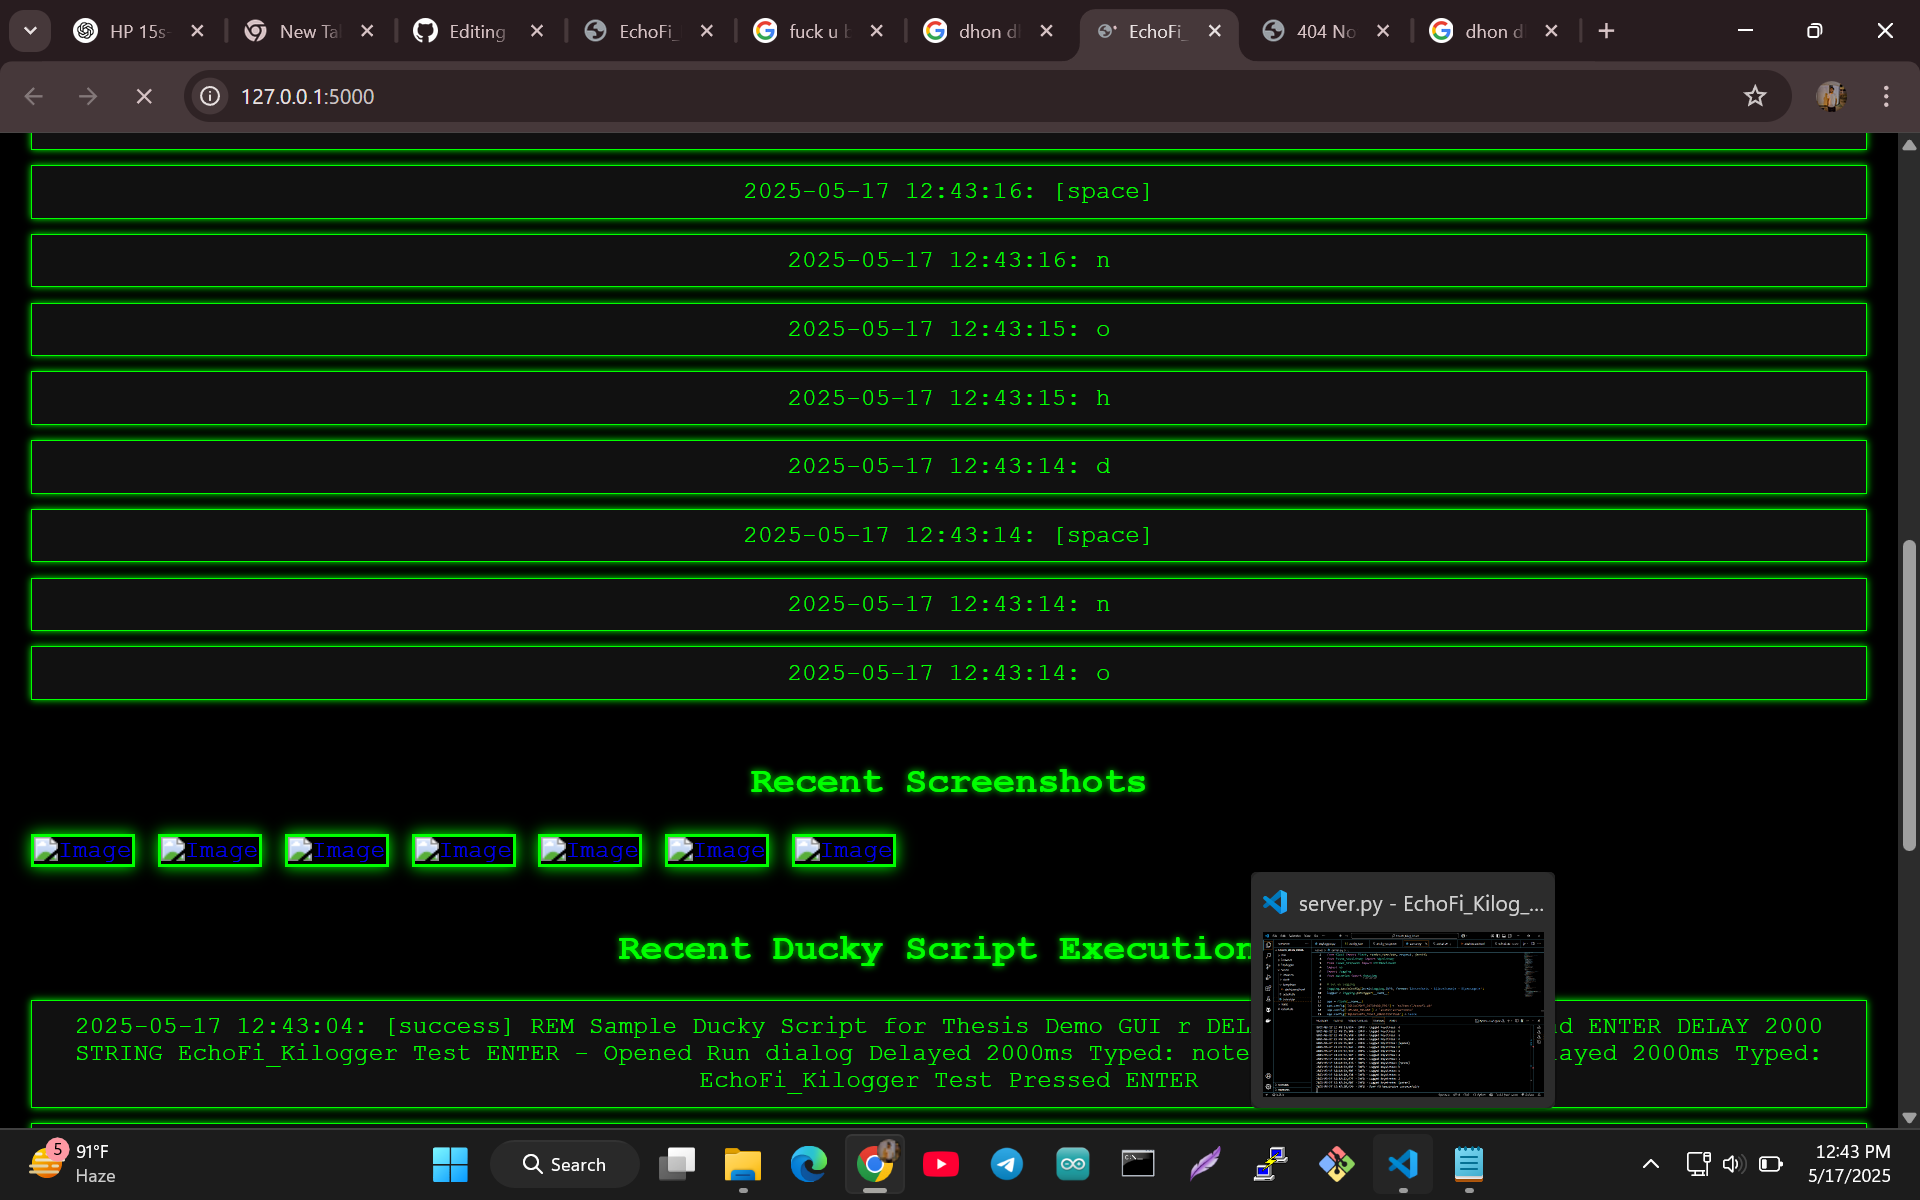 HP 15s-
New Ta
Editing
EchoFi_
fuck u b
dhon d
EchoFi_
404 No
dhon d
127.0.0.1:5000
2025-05-17 12:43:16: [space]
2025-05-17 12:43:16: n
2025-05-17 12:43:15: o
2025-05-17 12:43:15: h
2025-05-17 12:43:14: d
2025-05-17 12:43:14: [space]
2025-05-17 12:43:14: n
2025-05-17 12:43:14: o
Recent Screenshots
Image Image Image Image Image Image Image
server.py - EchoFi_Kilog_...
Recent Ducky Script Execution
2025-05-17 12:43:04: [success] REM Sample Ducky Script for Thesis Demo GUI r DEL d ENTER DELAY 2000
STRING EchoFi_Kilogger Test ENTER - Opened Run dialog Delayed 2000ms Typed: note ayed 2000ms Typed:
EchoFi_Kilogger Test Pressed ENTER
5
91°F
Haze
Search
12:43 PM
5/17/2025